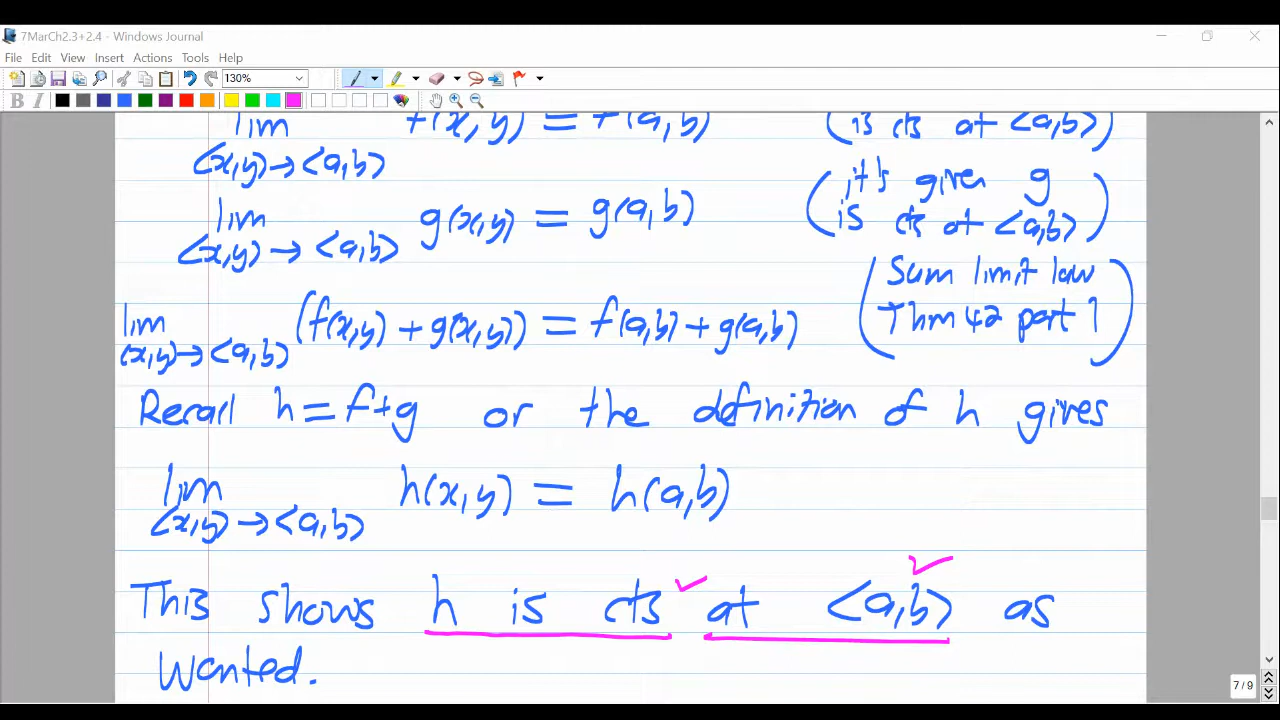 7MarCh2.3+2.4 - Windows Journal
File Edit View Insert Actions Tools Help
130%
B I
lim f(x,y) = f(a,b) (is cts at <a,b>)
<x,y>→<a,b>
lim g(x,y) = g(a,b) (it's given g
is cts at <a,b>)
<x,y>→<a,b>
(Sum limit law
lim (f(x,y)+g(x,y)) = f(a,b)+g(a,b) Thm 42 part 1)
<x,y>→<a,b>
Recall h=f+g or the definition of h gives
lim h(x,y) = h(a,b)
<x,y>→<a,b>
This shows h is cts ✓ at <a,b> ✓ as
wanted.
7/9